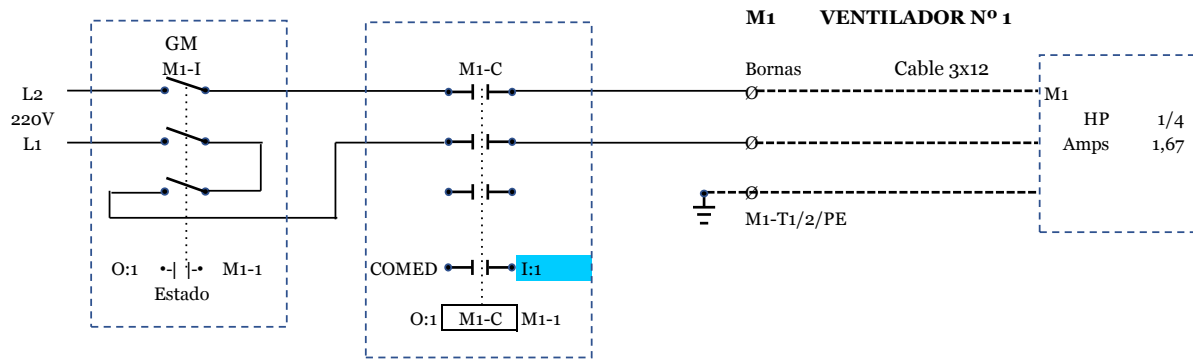 M1 VENTILADOR Nº 1
GM
M1-I
M1-C
Bornas
Cable 3x12
L2
220V
L1
M1
HP 1/4
Amps 1,67
Ø
Ø
Ø
M1-T1/2/PE
O:1 •-| |-• M1-1
Estado
COMED
I:1
O:1 M1-C M1-1